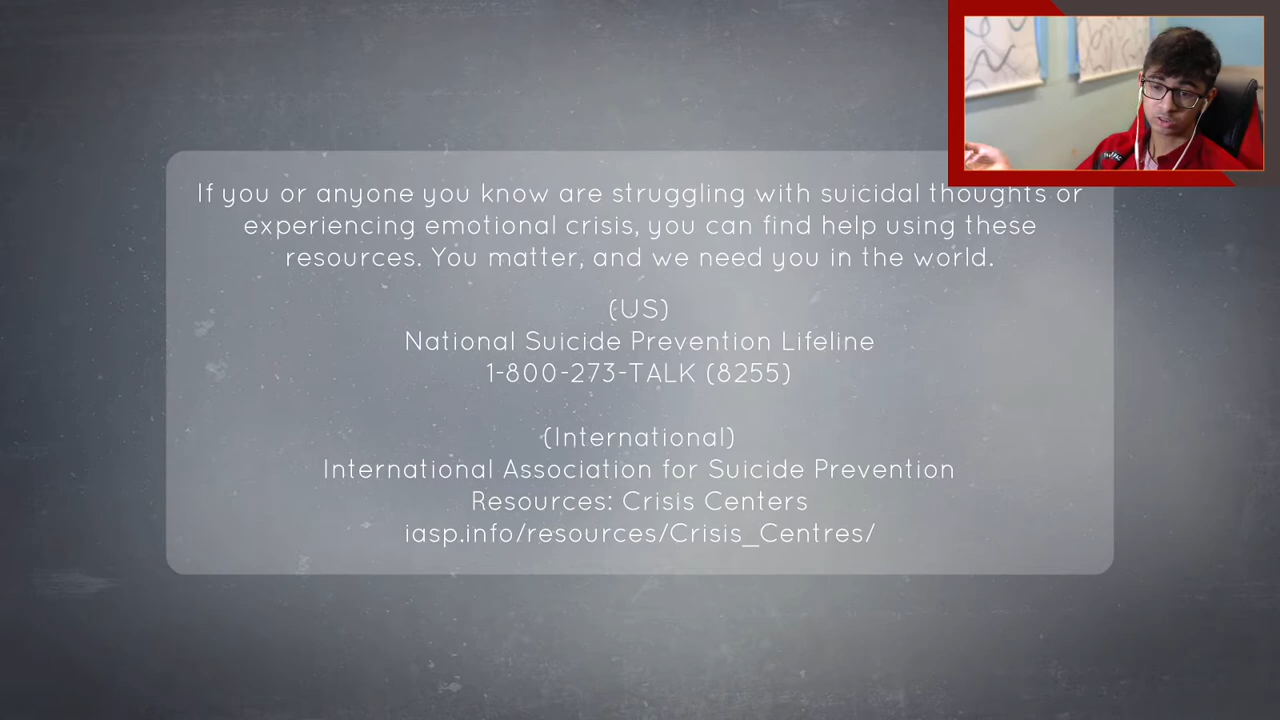 If you or anyone you know are struggling with suicidal thoughts or
experiencing emotional crisis, you can find help using these
resources. You matter, and we need you in the world.
(US)
National Suicide Prevention Lifeline
1-800-273-TALK (8255)
(International)
International Association for Suicide Prevention
Resources: Crisis Centers
iasp.info/resources/Crisis_Centres/